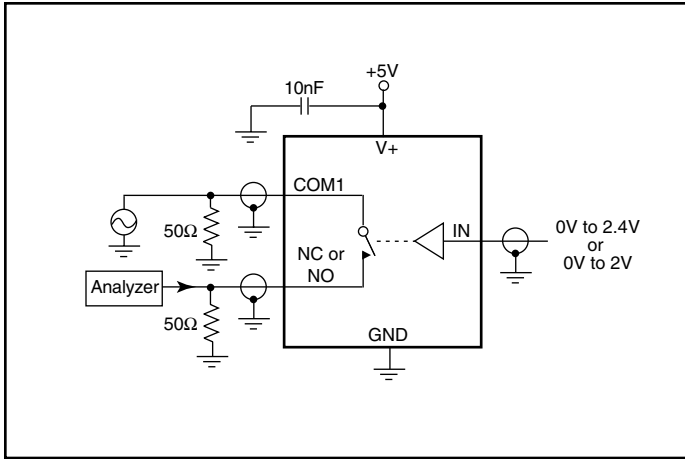 +5V
10nF
V+
COM1
50Ω
IN
0V to 2.4V
or
0V to 2V
NC or
NO
Analyzer
50Ω
GND